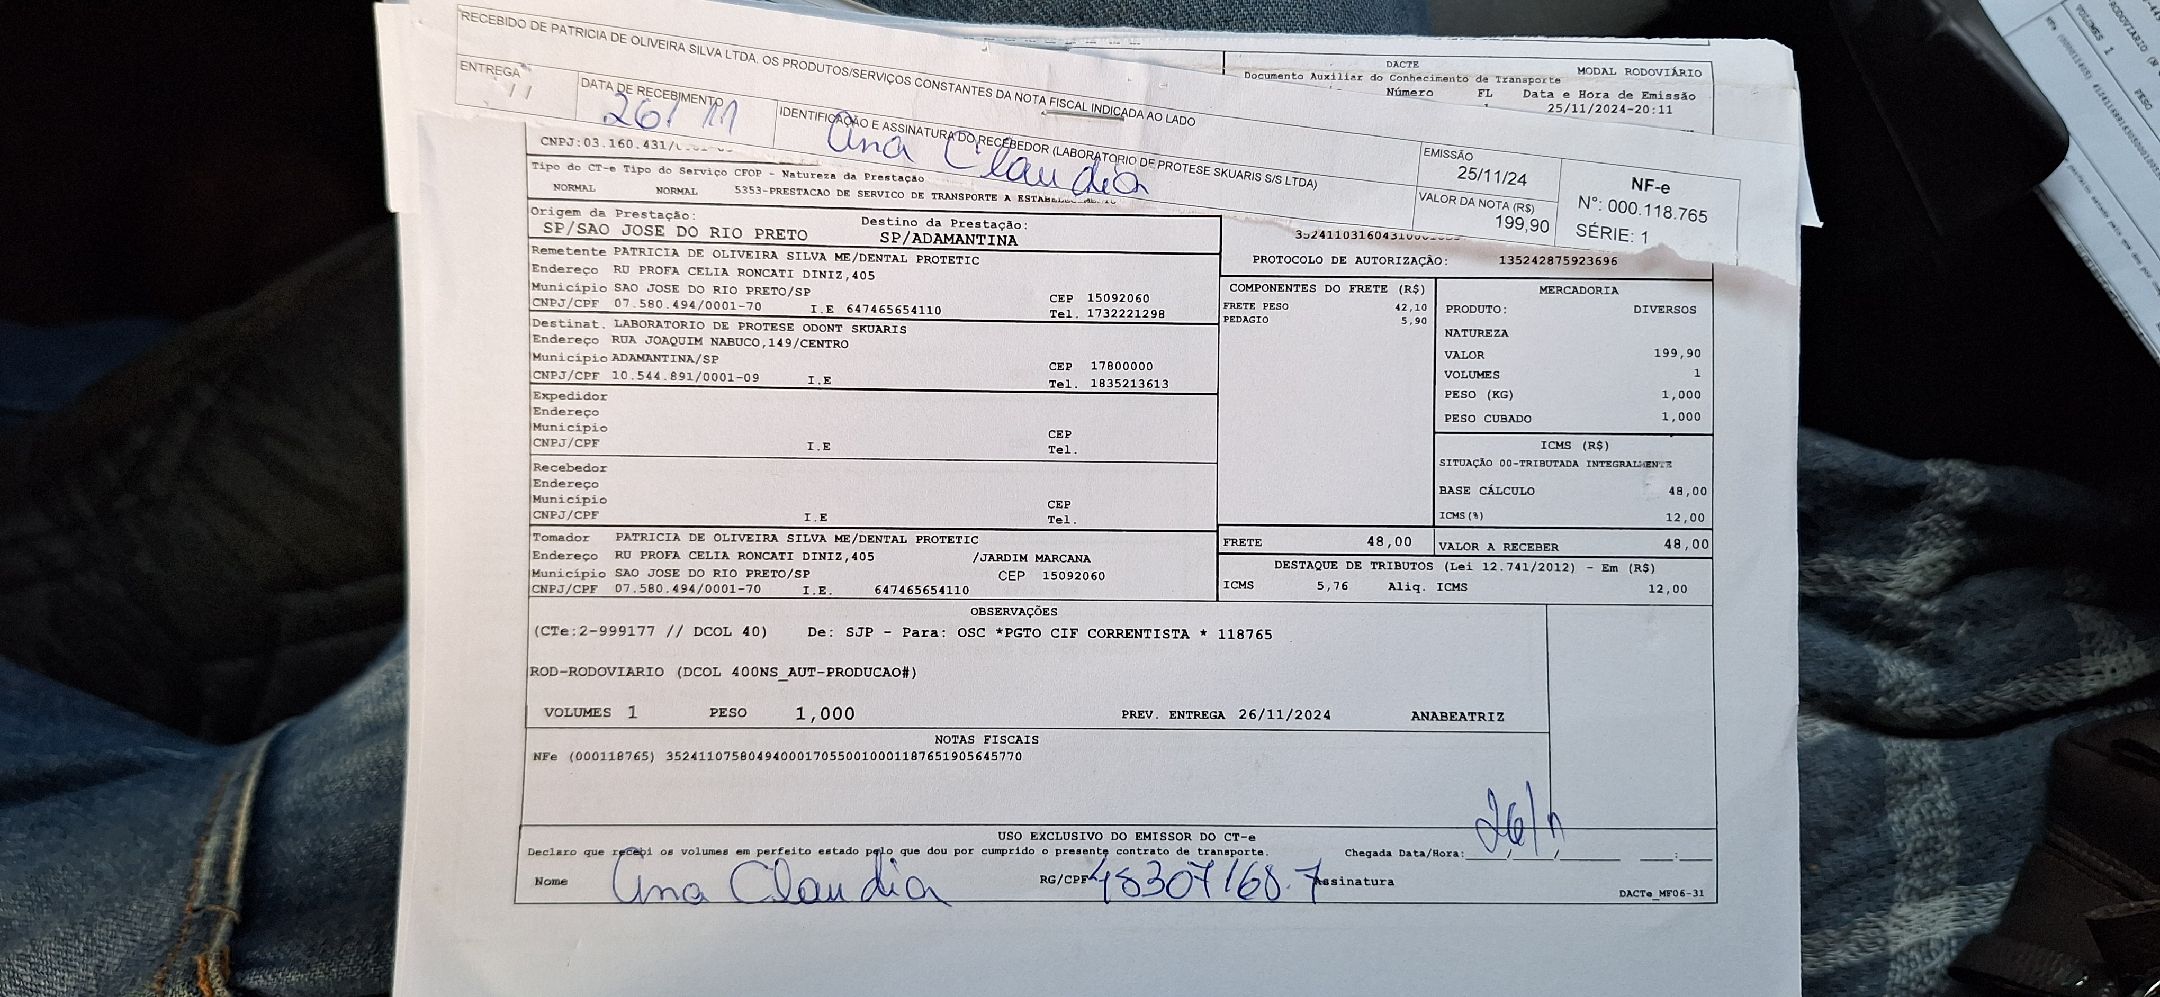 RECEBIDO DE PATRICIA DE OLIVEIRA SILVA LTDA. OS PRODUTOS/SERVIÇOS CONSTANTES DA NOTA FISCAL INDICADA AO LADO
ENTREGA
/ /
DATA DE RECEBIMENTO
26/11
IDENTIFICAÇÃO E ASSINATURA DO RECEBEDOR (LABORATORIO DE PROTESE SKUARIS S/S LTDA)
Ana Claudia
EMISSÃO
25/11/24
VALOR DA NOTA (R$)
199,90
NF-e
Nº: 000.118.765
SÉRIE: 1
DACTE
Documento Auxiliar do Conhecimento de Transporte
MODAL RODOVIÁRIO
Número FL Data e Hora de Emissão
25/11/2024-20:11
CNPJ:03.160.431/
Tipo do CT-e Tipo do Serviço CFOP - Natureza da Prestação
NORMAL NORMAL 5353-PRESTACAO DE SERVICO DE TRANSPORTE A
Origem da Prestação: Destino da Prestação:
SP/SAO JOSE DO RIO PRETO SP/ADAMANTINA
PROTOCOLO DE AUTORIZAÇÃO: 135242875923696
Remetente PATRICIA DE OLIVEIRA SILVA ME/DENTAL PROTETIC
Endereço RU PROFA CELIA RONCATI DINIZ,405
Município SAO JOSE DO RIO PRETO/SP CEP 15092060
CNPJ/CPF 07.580.494/0001-70 I.E 647465654110 Tel. 1732221298
Destinat. LABORATORIO DE PROTESE ODONT SKUARIS
Endereço RUA JOAQUIM NABUCO,149/CENTRO
Município ADAMANTINA/SP CEP 17800000
CNPJ/CPF 10.544.891/0001-09 I.E Tel. 1835213613
Expedidor
Endereço
Município CEP
CNPJ/CPF I.E Tel.
Recebedor
Endereço
Município CEP
CNPJ/CPF I.E Tel.
Tomador PATRICIA DE OLIVEIRA SILVA ME/DENTAL PROTETIC
Endereço RU PROFA CELIA RONCATI DINIZ,405 /JARDIM MARCANA
Município SAO JOSE DO RIO PRETO/SP CEP 15092060
CNPJ/CPF 07.580.494/0001-70 I.E. 647465654110
COMPONENTES DO FRETE (R$)
FRETE PESO 42,10
PEDAGIO 5,90
MERCADORIA
PRODUTO: DIVERSOS
NATUREZA
VALOR 199,90
VOLUMES 1
PESO (KG) 1,000
PESO CUBADO 1,000
ICMS (R$)
SITUAÇÃO 00-TRIBUTADA INTEGRALMENTE
BASE CÁLCULO 48,00
ICMS(%) 12,00
FRETE 48,00 VALOR A RECEBER 48,00
DESTAQUE DE TRIBUTOS (Lei 12.741/2012) - Em (R$)
ICMS 5,76 Aliq. ICMS 12,00
OBSERVAÇÕES
(CTe:2-999177 // DCOL 40) De: SJP - Para: OSC *PGTO CIF CORRENTISTA * 118765
ROD-RODOVIARIO (DCOL 400NS_AUT-PRODUCAO#)
VOLUMES 1 PESO 1,000 PREV. ENTREGA 26/11/2024 ANABEATRIZ
NOTAS FISCAIS
NFe (000118765) 35241107580494000170550010001187651905645770
USO EXCLUSIVO DO EMISSOR DO CT-e
Declaro que recebi os volumes em perfeito estado pelo que dou por cumprido o presente contrato de transporte. Chegada Data/Hora: 26/11
Nome Ana Claudia RG/CPF 48307168.7 Assinatura
DACTe_MF06-31